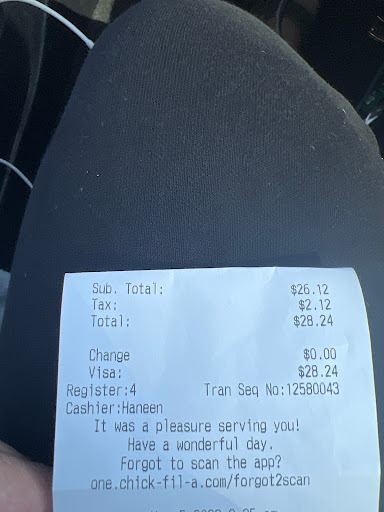 Sub. Total: $26.12
Tax: $2.12
Total: $28.24
Change $0.00
Visa: $28.24
Register:4 Tran Seq No:12580043
Cashier:Haneen
It was a pleasure serving you!
Have a wonderful day.
Forgot to scan the app?
one.chick-fil-a.com/forgot2scan